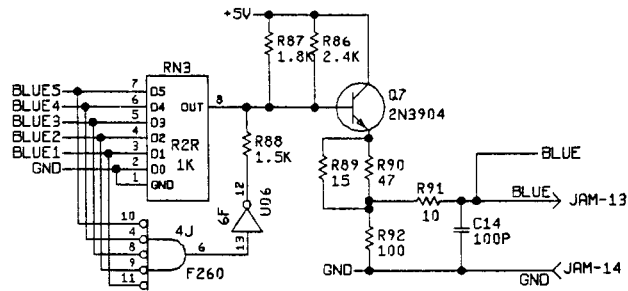 +5V
R87
1.8K
R86
2.4K
RN3
BLUE5
7
D5
BLUE4
6
D4
OUT
8
Q7
2N3904
BLUE3
5
D3
BLUE2
4
D2
R2R
BLUE1
3
D1
1K
GND
2
D0
1
GND
R88
1.5K
R89
15
R90
47
BLUE
12
R91
10
BLUE
JAM-13
6F
U06
13
10
4
8
9
11
4J
6
F260
R92
100
C14
100P
GND
GND
JAM-14